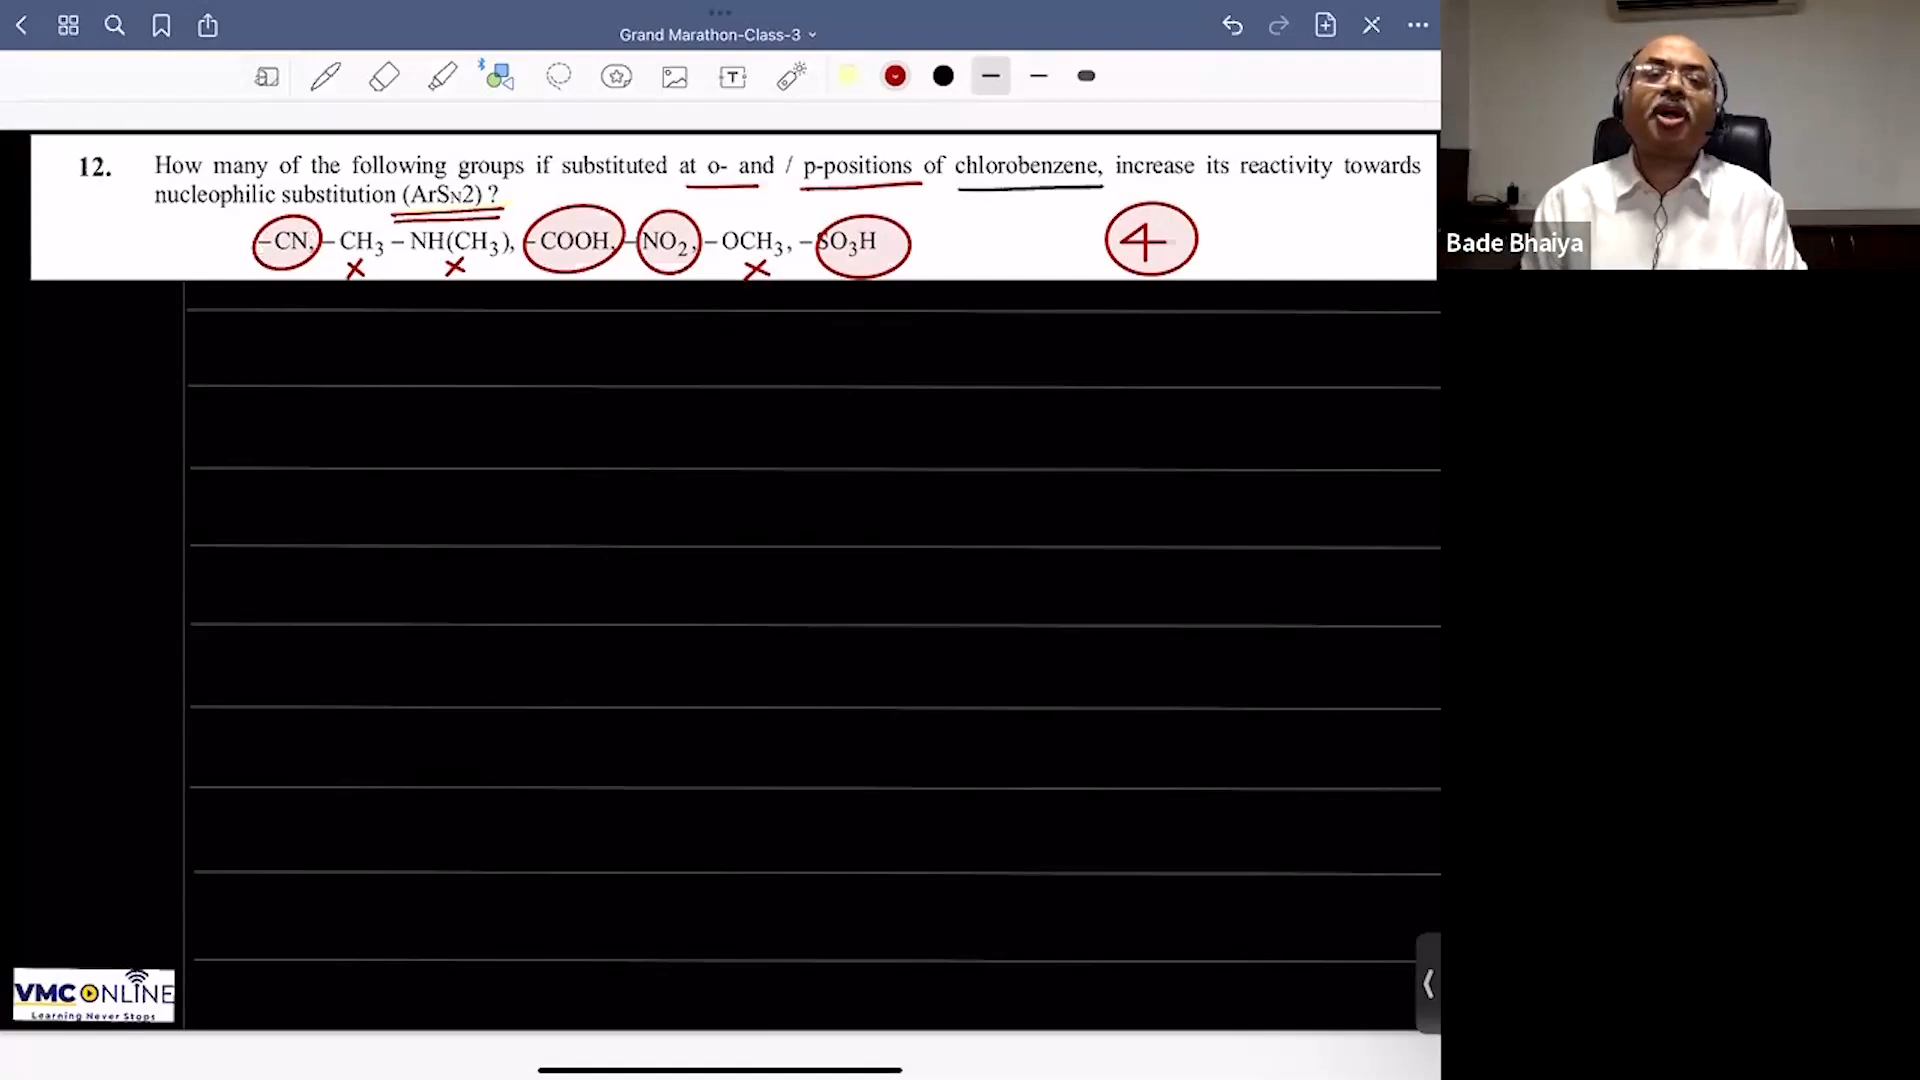 Grand Marathon-Class-3
12. How many of the following groups if substituted at o- and / p-positions of chlorobenzene, increase its reactivity towards
nucleophilic substitution (ArSN2) ?
–CN, –CH3 –NH(CH3), –COOH, –NO2, –OCH3, –SO3H
4
Bade Bhaiya
VMC ONLINE
Learning Never Stops